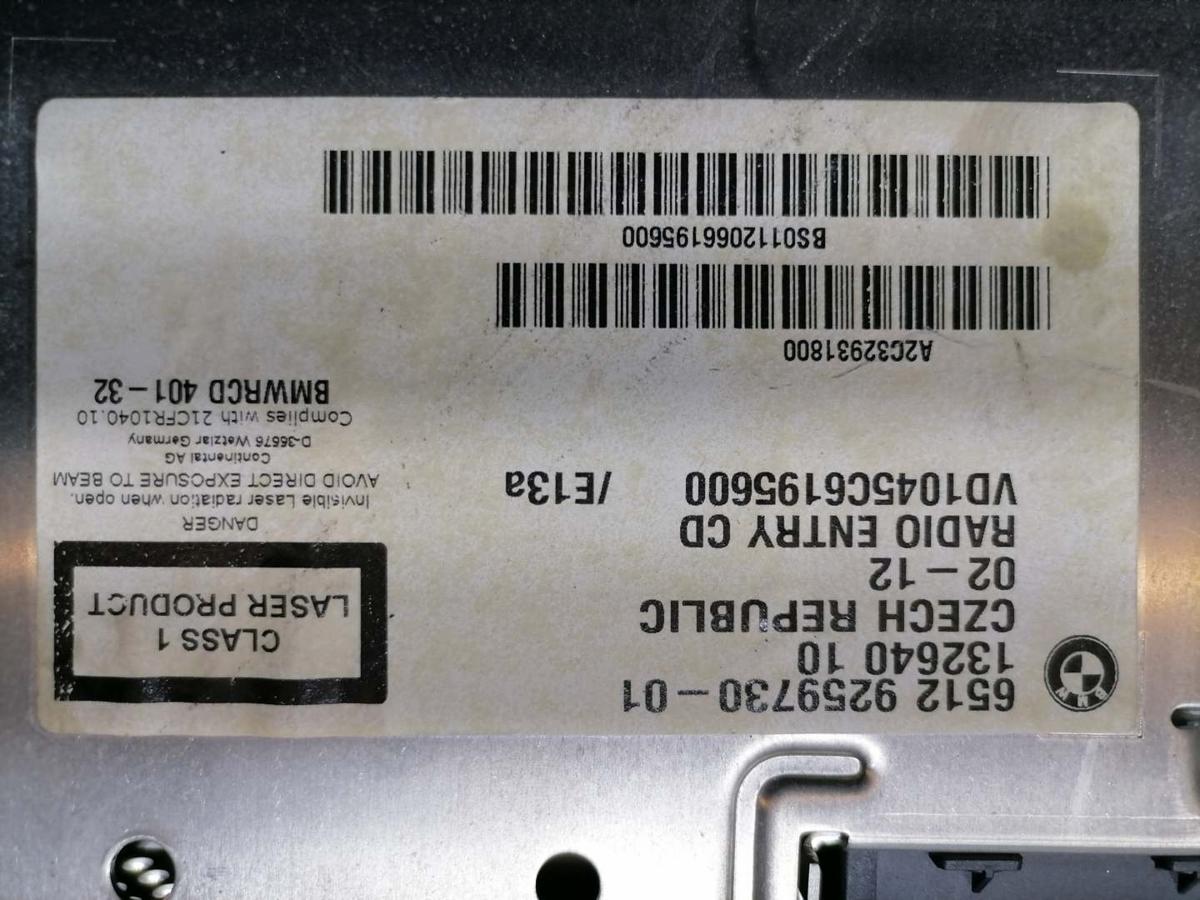 BMW
6512 9259730-01
132640 10
CZECH REPUBLIC
02-12
RADIO ENTRY CD
VD1045C6195600 /E13a
CLASS 1
LASER PRODUCT
DANGER
Invisible Laser radiation when open.
AVOID DIRECT EXPOSURE TO BEAM
Continental AG
D-35576 Wetzlar Germany
Complies with 21CFR1040.10
BMWRCD 401-32
A2C32931800
BS0112066195600